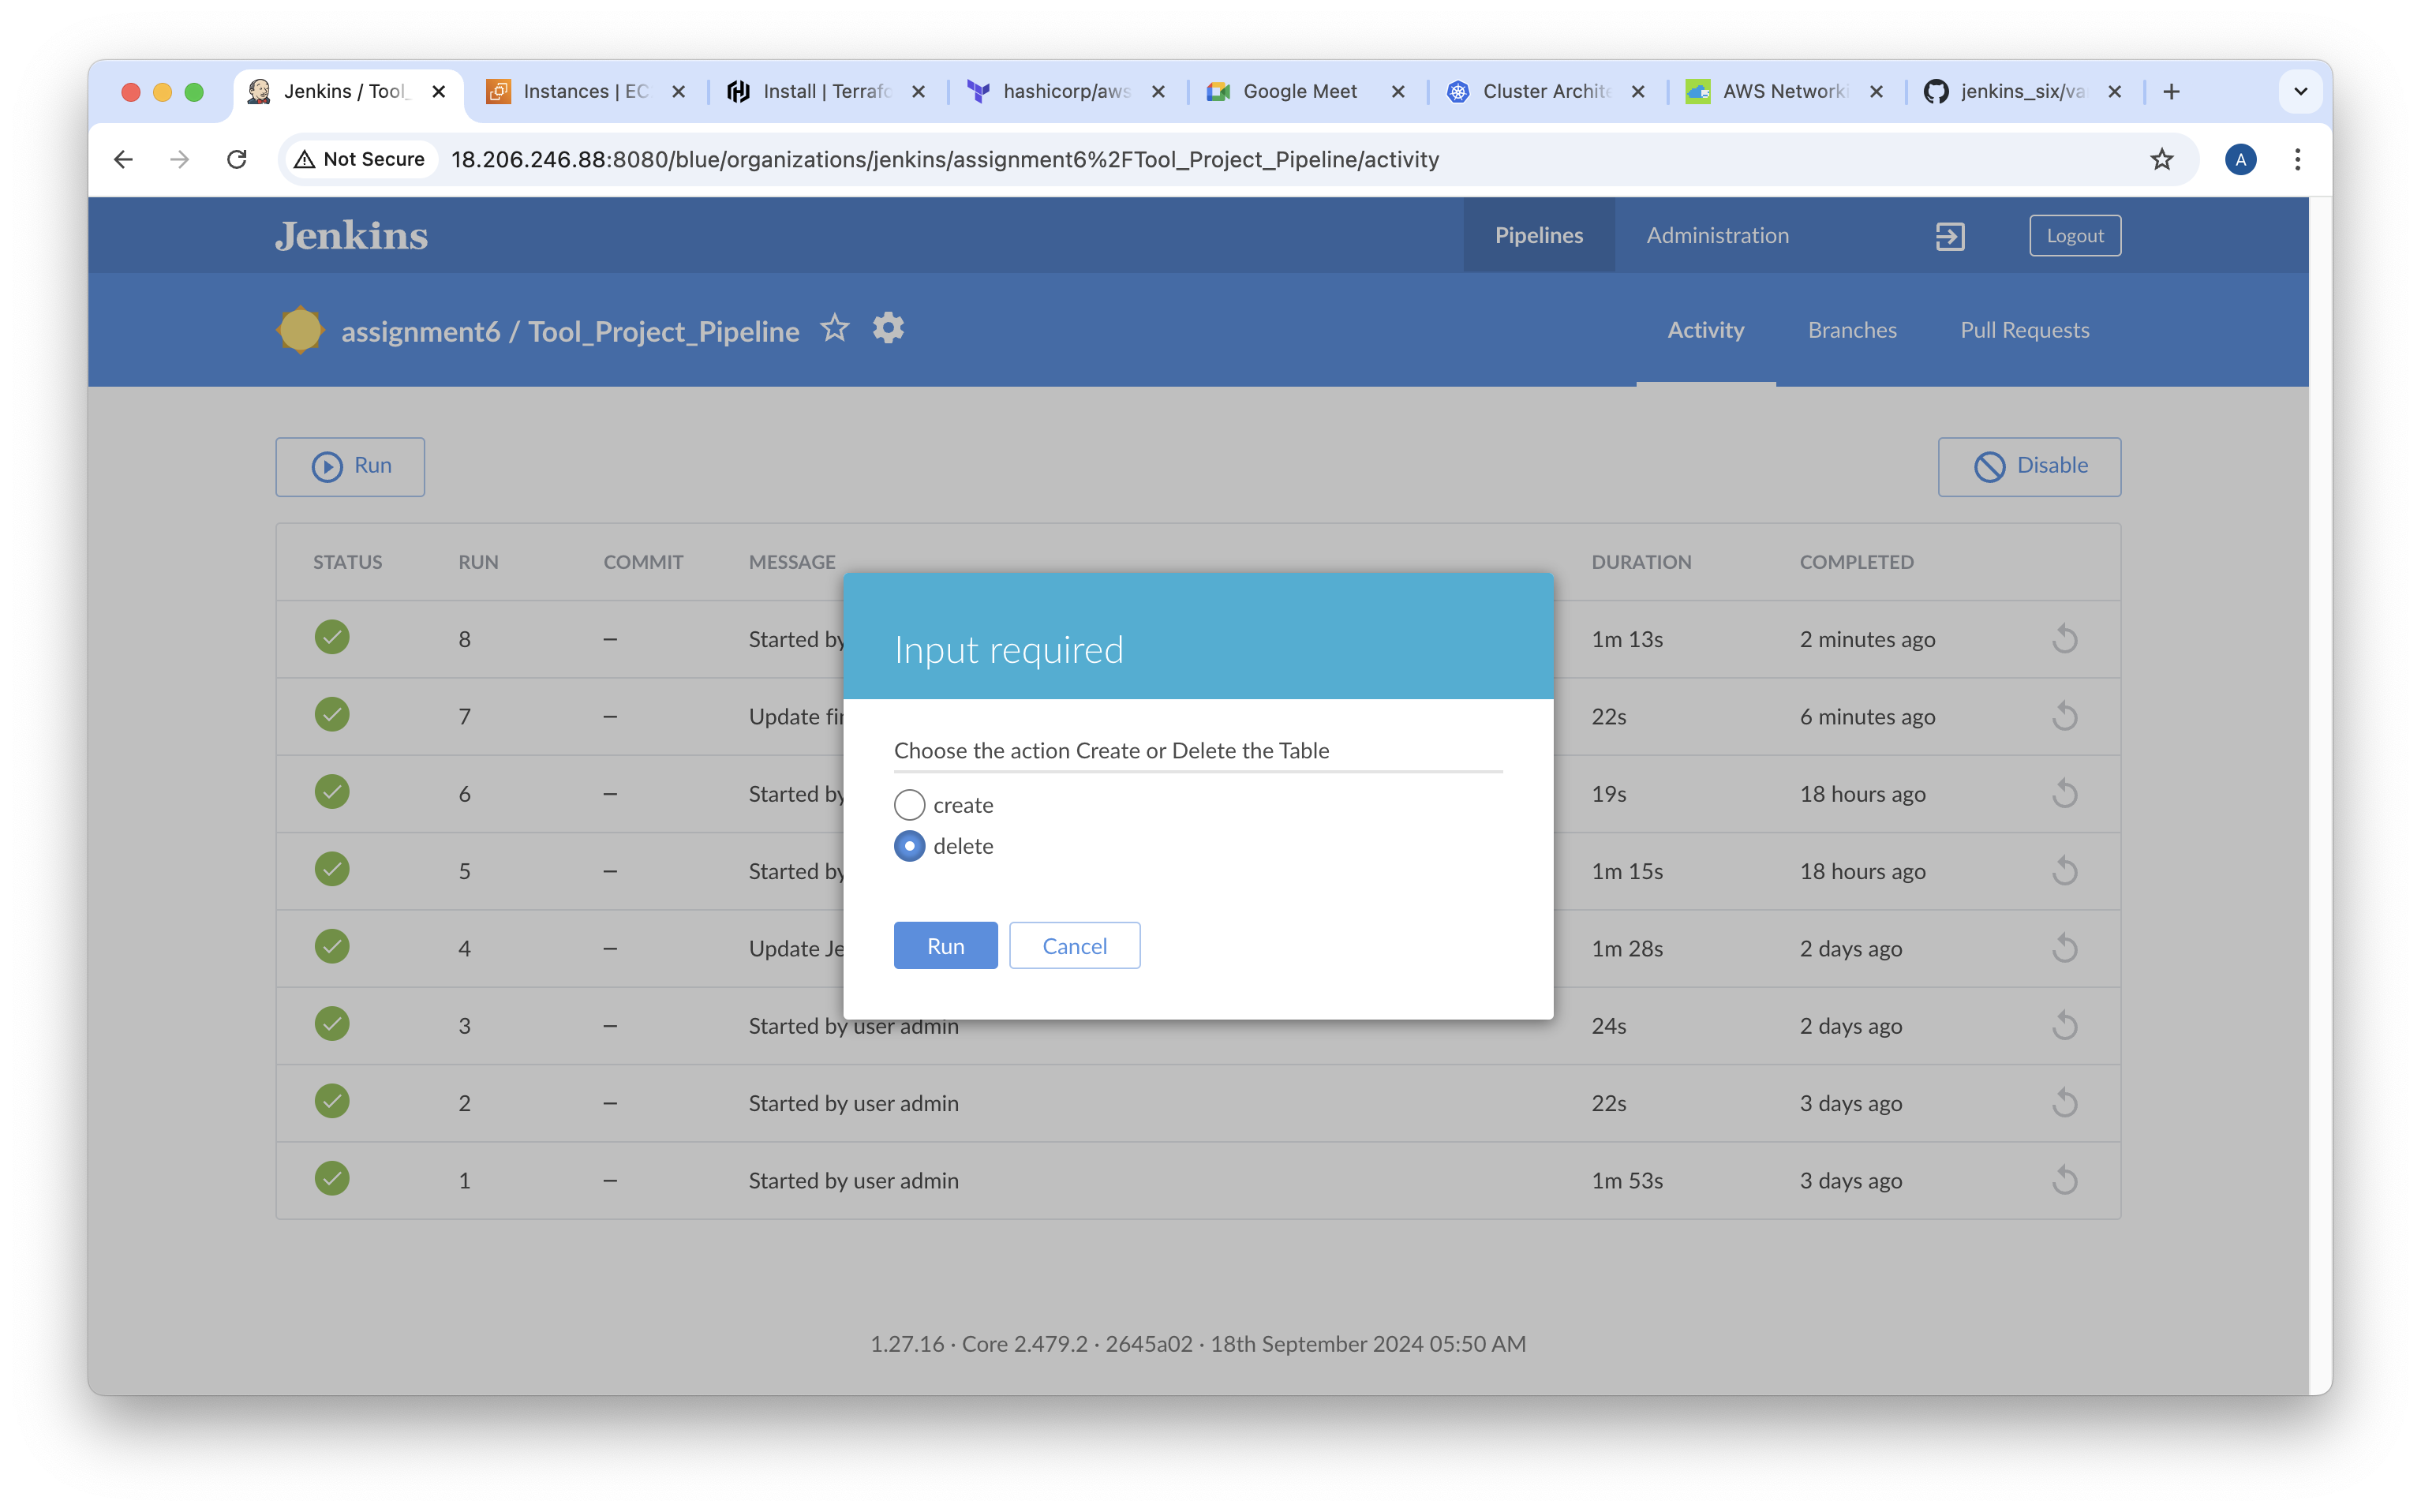 Jenkins / Tool_
Instances | EC
Install | Terrafo
hashicorp/aws
Google Meet
Cluster Archite
AWS Networki
jenkins_six/va
Not Secure 18.206.246.88:8080/blue/organizations/jenkins/assignment6%2FTool_Project_Pipeline/activity
A
Jenkins
Pipelines Administration Logout
assignment6 / Tool_Project_Pipeline
Activity Branches Pull Requests
Run
Disable
STATUS RUN COMMIT MESSAGE DURATION COMPLETED
8 – Started by 1m 13s 2 minutes ago
7 – Update fir 22s 6 minutes ago
6 – Started by 19s 18 hours ago
5 – Started by 1m 15s 18 hours ago
4 – Update Je 1m 28s 2 days ago
3 – Started by user admin 24s 2 days ago
2 – Started by user admin 22s 3 days ago
1 – Started by user admin 1m 53s 3 days ago
Input required
Choose the action Create or Delete the Table
create
delete
Run Cancel
1.27.16 · Core 2.479.2 · 2645a02 · 18th September 2024 05:50 AM